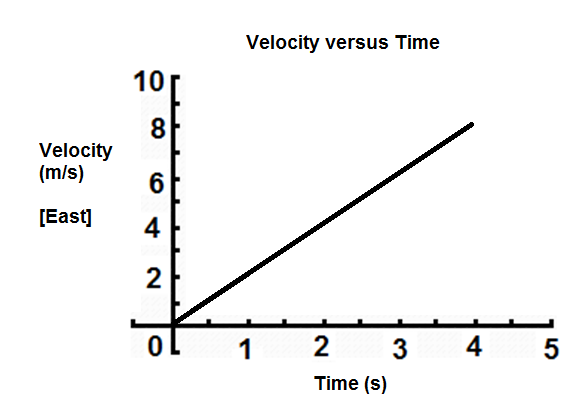 Velocity versus Time
10
8
Velocity
(m/s)
6
[East]
4
2
0 1 2 3 4 5
Time (s)